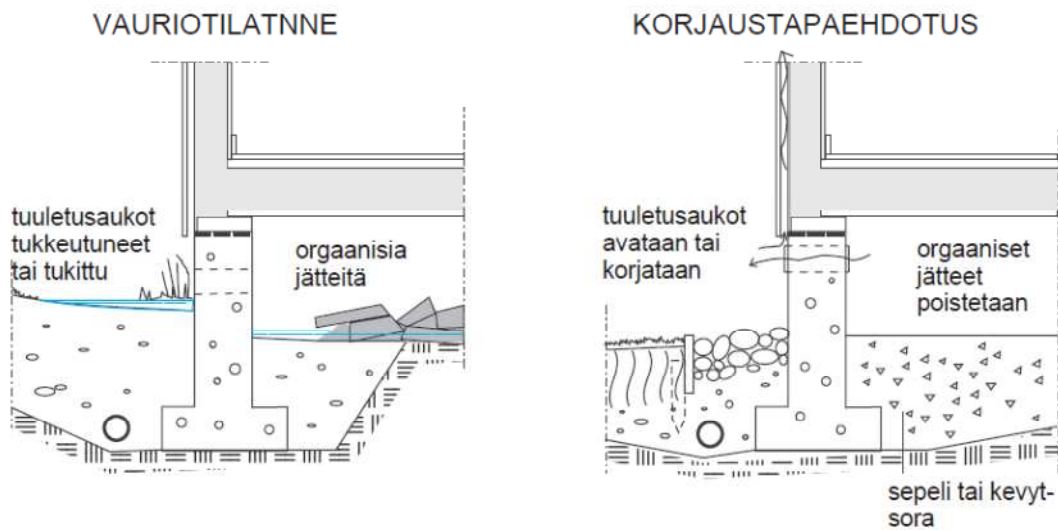 VAURIOTILATNNE
tuuletusaukot
tukkeutuneet
tai tukittu
orgaanisia
jätteitä
KORJAUSTAPAEHDOTUS
tuuletusaukot
avataan tai
korjataan
orgaaniset
jätteet
poistetaan
sepeli tai kevyt-
sora